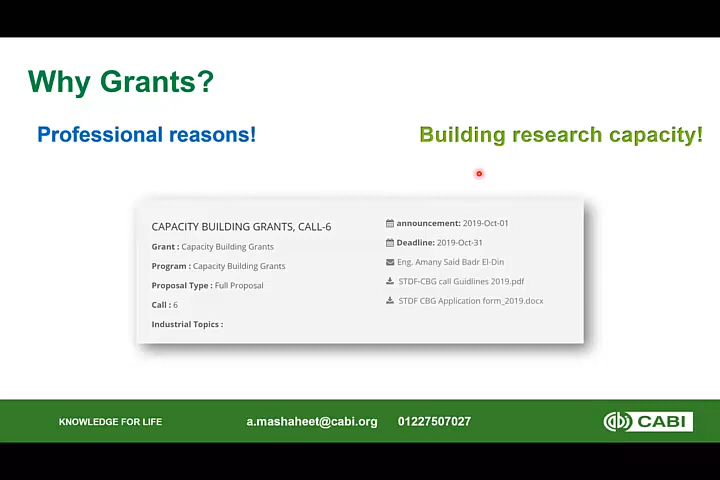 Why Grants?
Professional reasons!
Building research capacity!
CAPACITY BUILDING GRANTS, CALL-6
Grant : Capacity Building Grants
Program : Capacity Building Grants
Proposal Type : Full Proposal
Call : 6
Industrial Topics :
announcement: 2019-Oct-01
Deadline: 2019-Oct-31
Eng. Amany Said Badr El-Din
STDF-CBG call Guidlines 2019.pdf
STDF CBG Application form_2019.docx
KNOWLEDGE FOR LIFE
a.mashaheet@cabi.org 01227507027
CABI